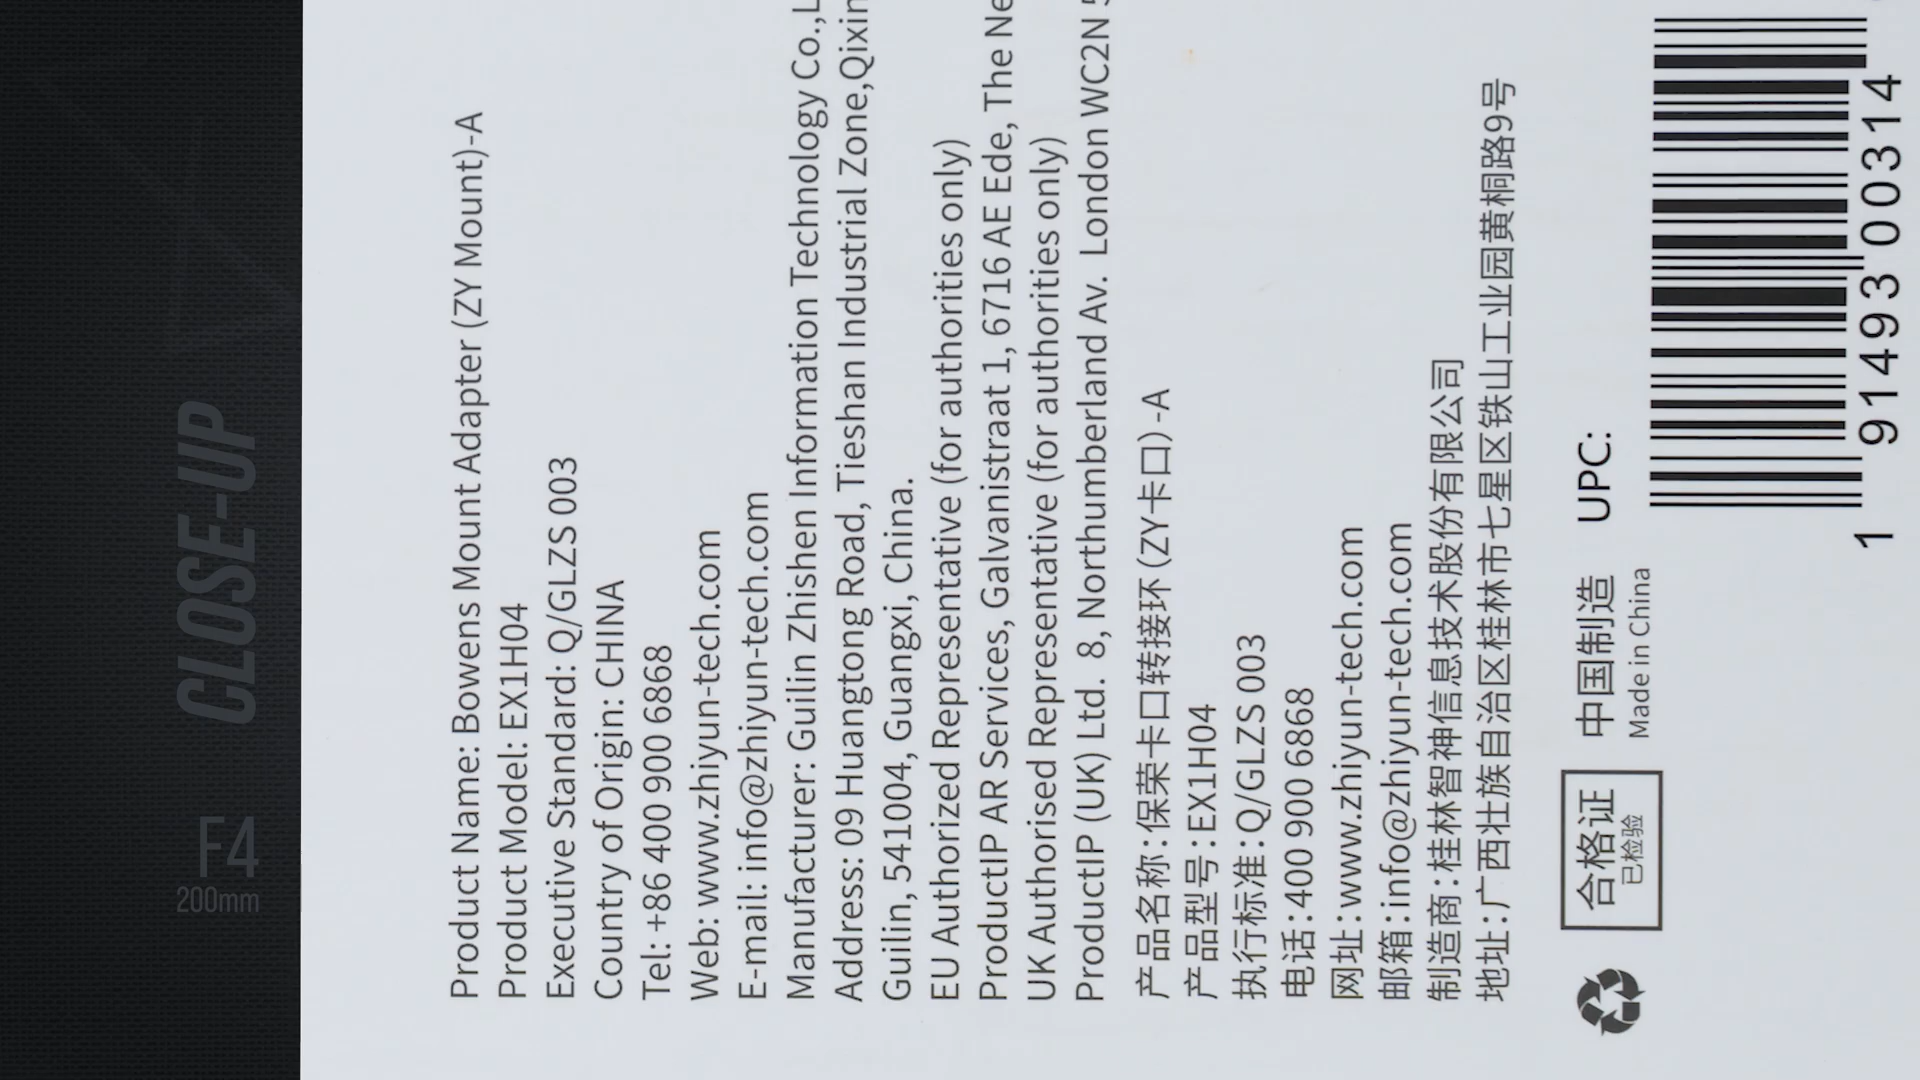 F4
200mm
CLOSE-UP
Product Name: Bowens Mount Adapter (ZY Mount)-A
Product Model: EX1H04
Executive Standard: Q/GLZS 003
Country of Origin: CHINA
Tel: +86 400 900 6868
Web: www.zhiyun-tech.com
E-mail: info@zhiyun-tech.com
Manufacturer: Guilin Zhishen Information Technology Co.,
Address: 09 Huangtong Road, Tieshan Industrial Zone,
Guilin, 541004, Guangxi, China.
EU Authorized Representative (for authorities only)
ProductIP AR Services, Galvanistraat 1, 6716 AE Ede, The
UK Authorised Representative (for authorities only)
ProductIP (UK) Ltd. 8, Northumberland Av. London WC2N
产品名称:保荣卡口转接环(ZY卡口)-A
产品型号:EX1H04
执行标准:Q/GLZS 003
电话:400 900 6868
网址:www.zhiyun-tech.com
邮箱:info@zhiyun-tech.com
制造商:桂林智神信息技术股份有限公司
地址:广西壮族自治区桂林市七星区铁山工业园黄桐路9号
合格证
已检验
中国制造
Made in China
UPC:
1 91493 00314